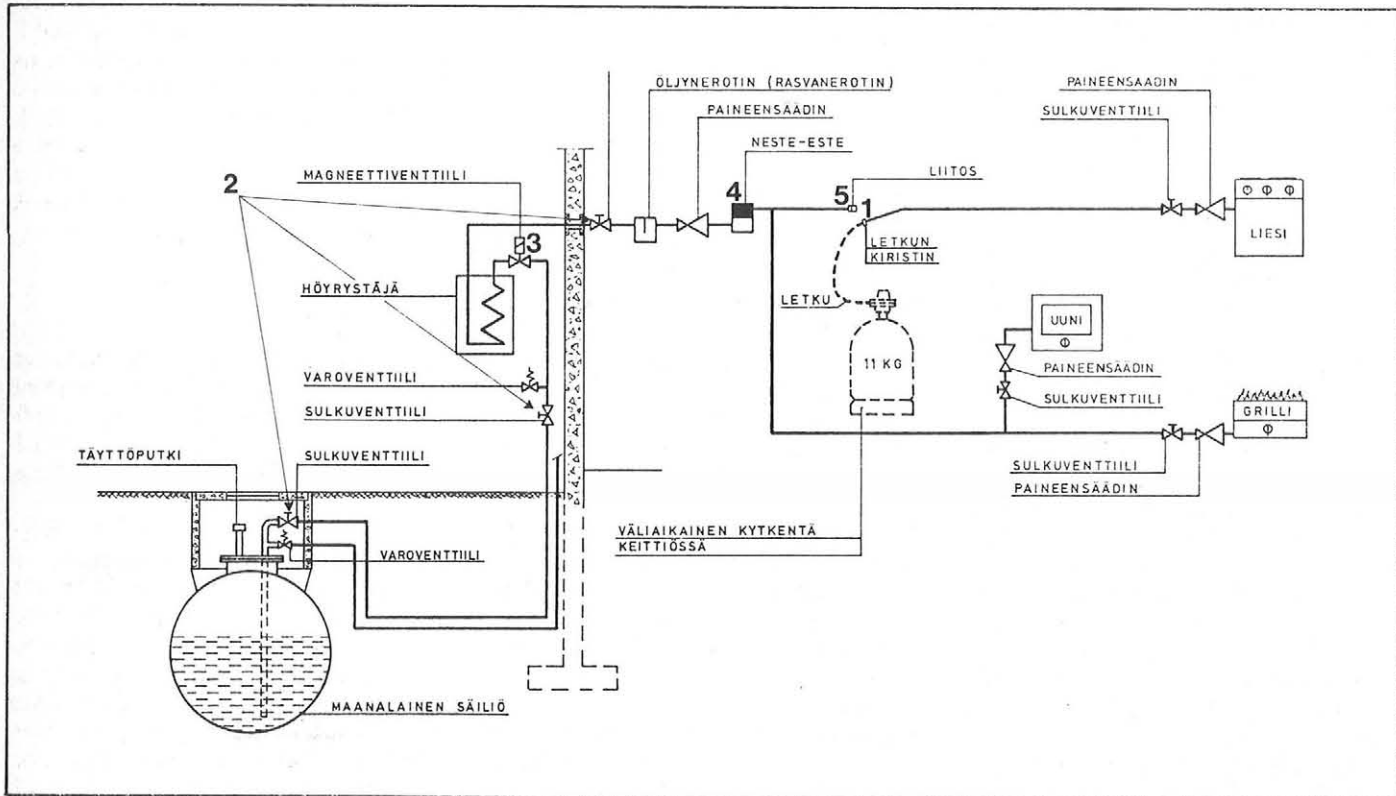 ÖLJYNEROTIN (RASVANEROTIN)
PAINEENSÄÄDIN
NESTE-ESTE
PAINEENSÄÄDIN
SULKUVENTTIILI
2
MAGNEETTIVENTTIILI
3
4
5
1
LIITOS
LETKUN
KIRISTIN
LIESI
HÖYRYSTÄJÄ
LETKU
11 KG
UUNI
PAINEENSÄÄDIN
SULKUVENTTIILI
VAROVENTTIILI
SULKUVENTTIILI
GRILLI
TÄYTTÖPUTKI
SULKUVENTTIILI
SULKUVENTTIILI
PAINEENSÄÄDIN
VÄLIAIKAINEN KYTKENTÄ
KEITTIÖSSÄ
VAROVENTTIILI
MAANALAINEN SÄILIÖ